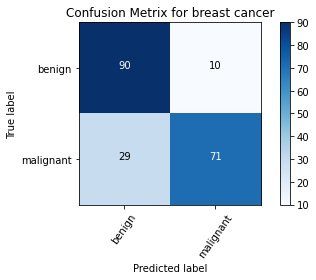 Confusion Metrix for breast cancer
True label
benign
90
10
malignant
29
71
benign
malignant
Predicted label
90
80
70
60
50
40
30
20
10